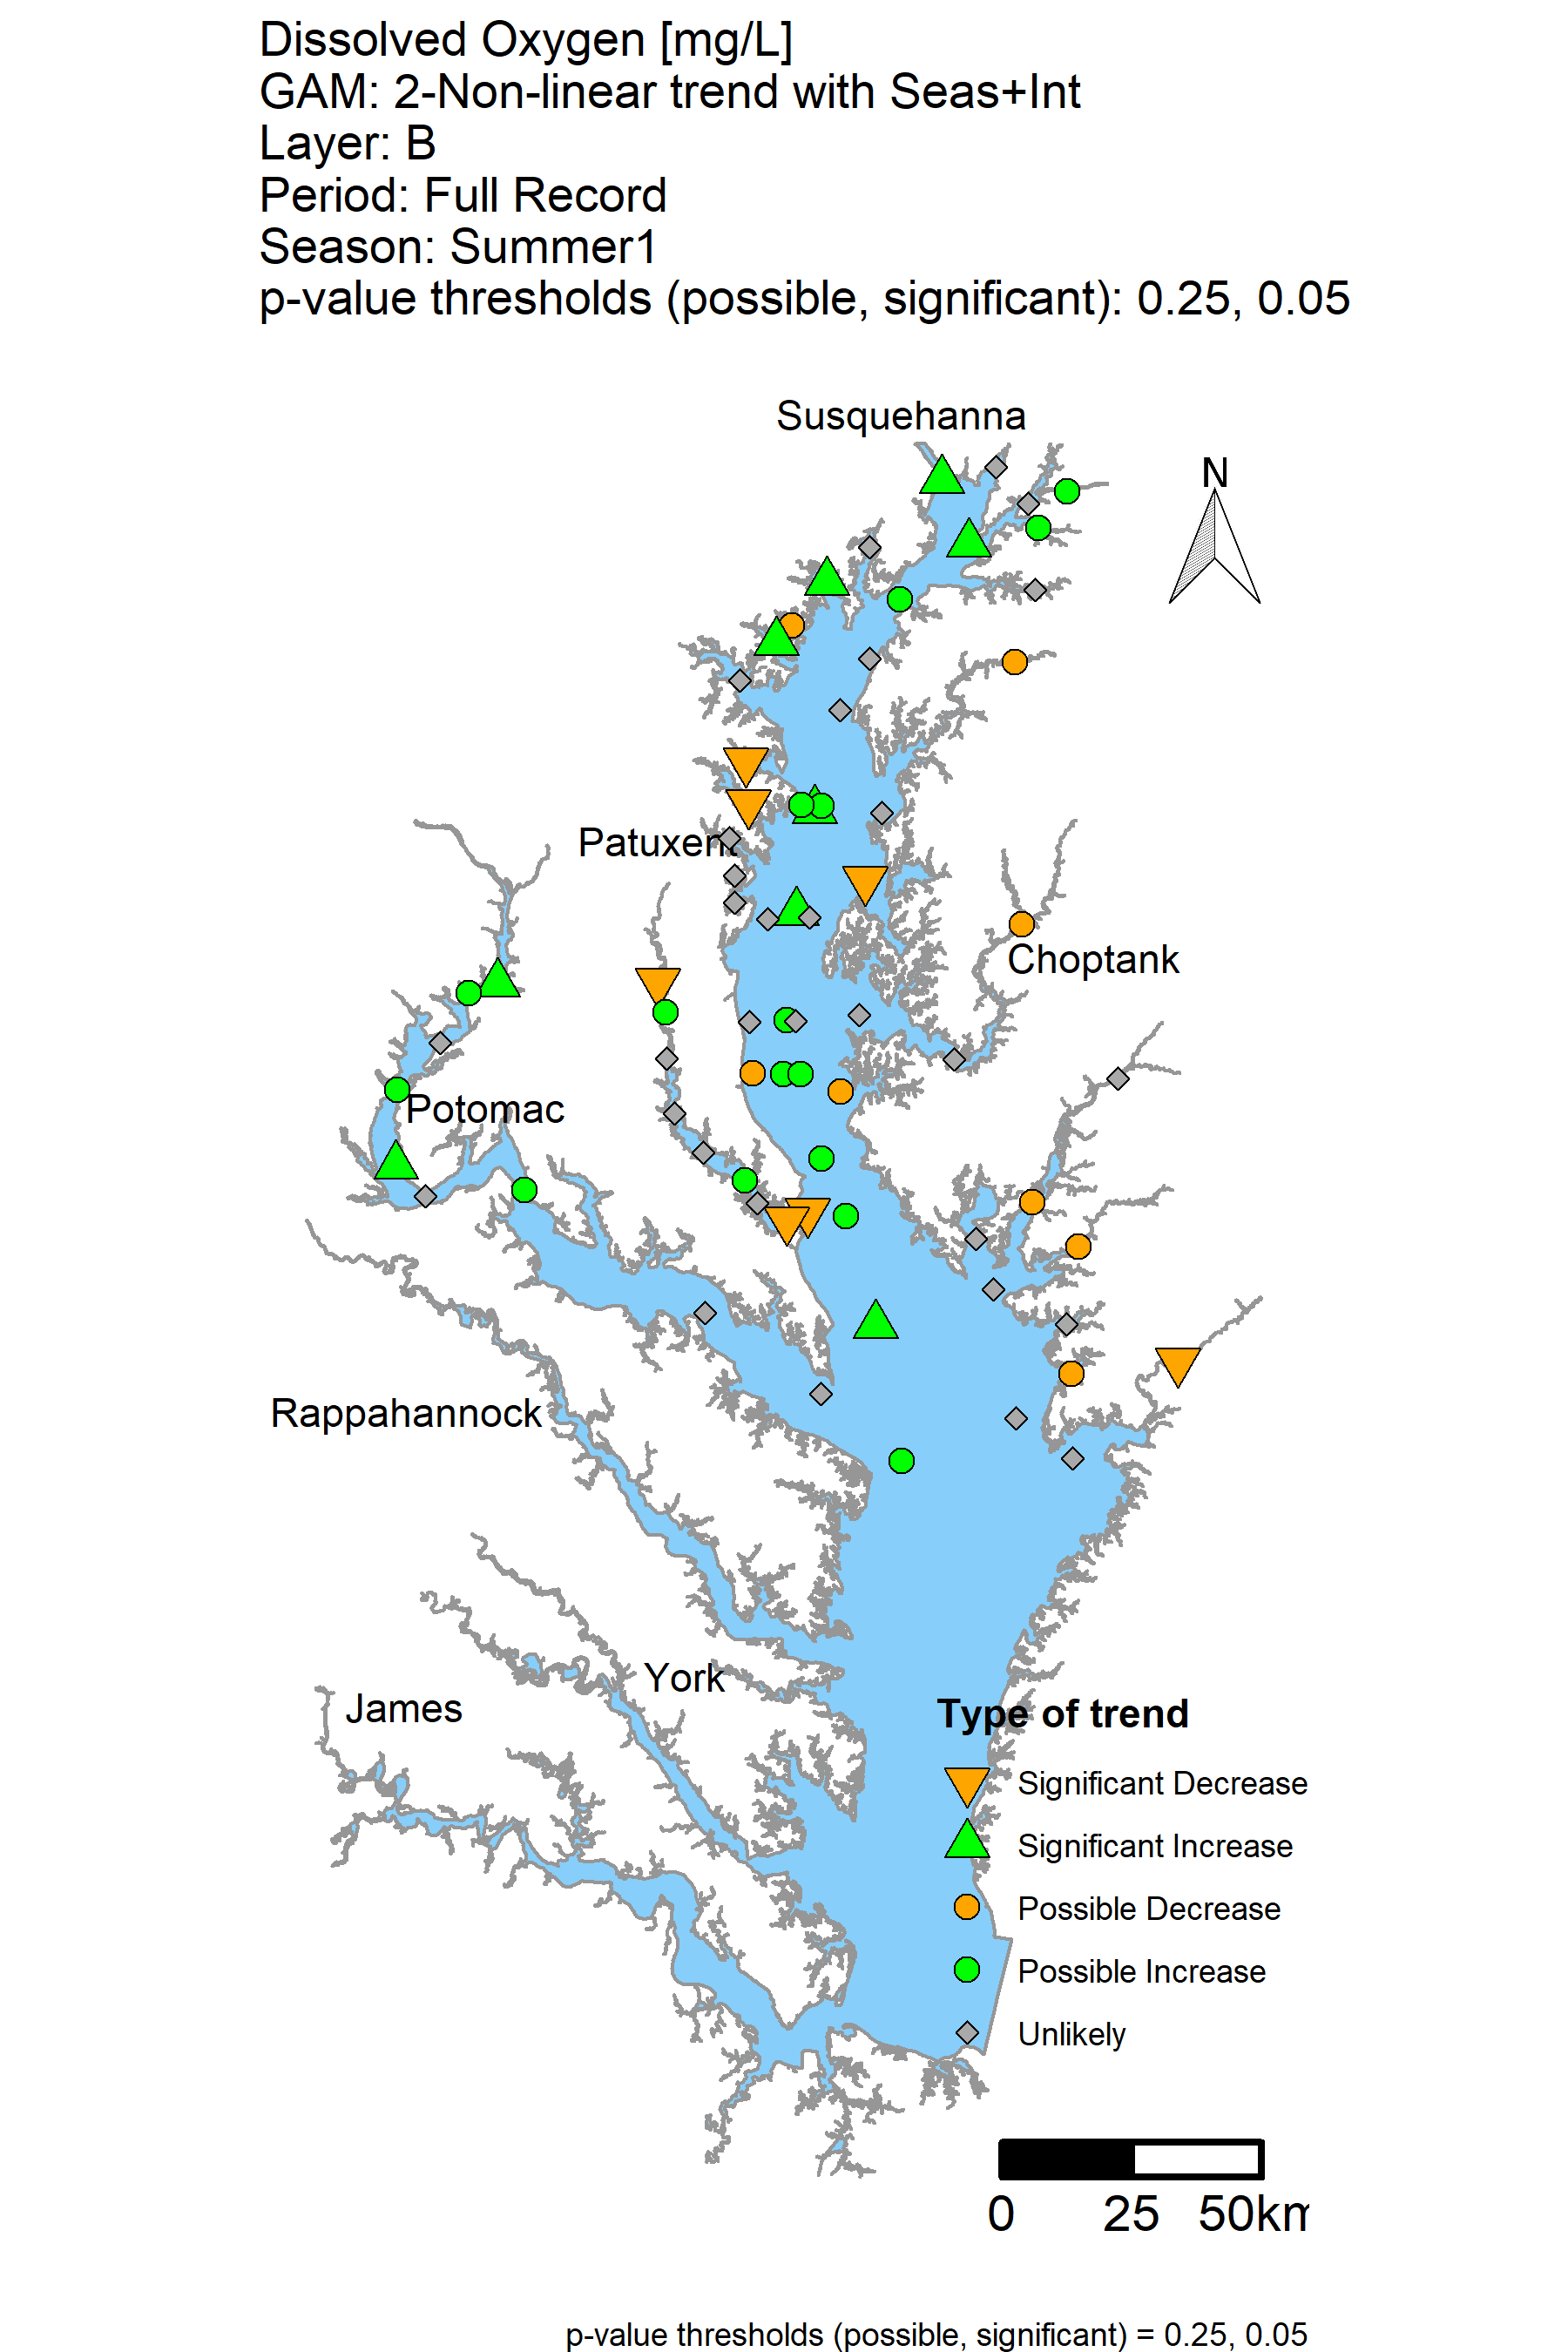 Dissolved Oxygen [mg/L]
GAM: 2-Non-linear trend with Seas+Int
Layer: B
Period: Full Record
Season: Summer1
p-value thresholds (possible, significant): 0.25, 0.05
Susquehanna
N
Patuxent
Choptank
Potomac
Rappahannock
York
James
Type of trend
Significant Decrease
Significant Increase
Possible Decrease
Possible Increase
Unlikely
0 25 50km
p-value thresholds (possible, significant) = 0.25, 0.05